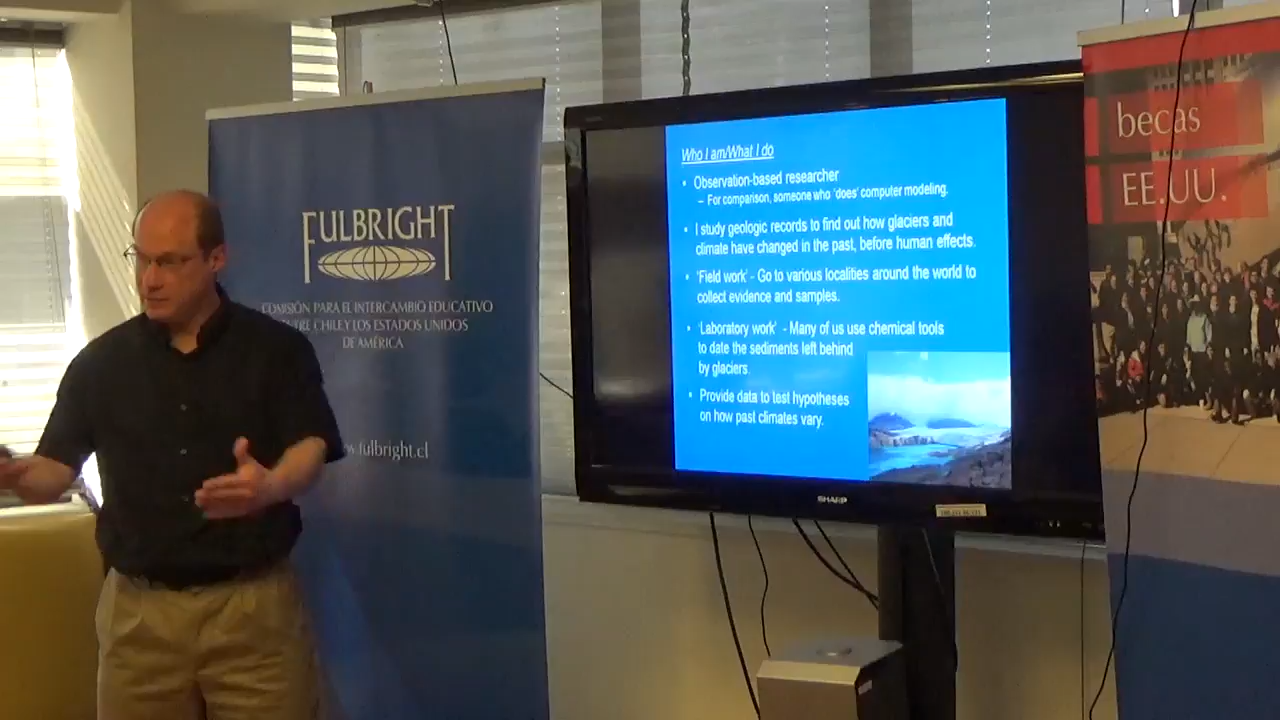 FULBRIGHT
COMISIÓN PARA EL INTERCAMBIO EDUCATIVO
ENTRE CHILE Y LOS ESTADOS UNIDOS
DE AMÉRICA
w.fulbright.cl
Who I am/What I do
• Observation-based researcher
– For comparison, someone who 'does' computer modeling.
• I study geologic records to find out how glaciers and
climate have changed in the past, before human effects.
• 'Field work' - Go to various localities around the world to
collect evidence and samples.
• 'Laboratory work' - Many of us use chemical tools
to date the sediments left behind
by glaciers.
• Provide data to test hypotheses
on how past climates vary.
SHARP
becas
EE.UU.